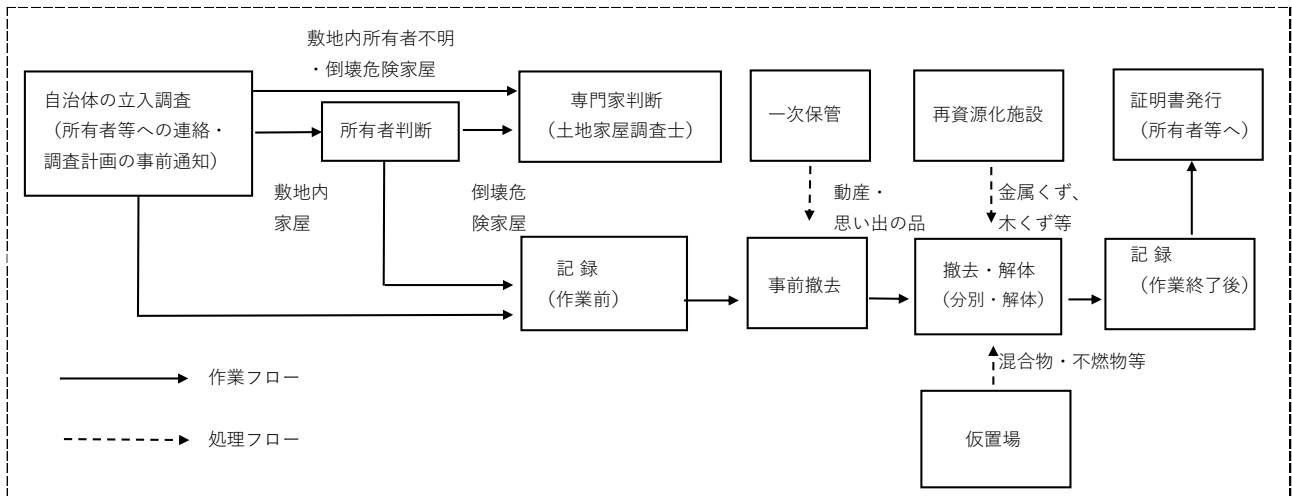 敷地内所有者不明
・倒壊危険家屋
自治体の立入調査
（所有者等への連絡・
調査計画の事前通知）
所有者判断
専門家判断
（土地家屋調査士）
一次保管
再資源化施設
証明書発行
（所有者等へ）
敷地内
家屋
倒壊危
険家屋
動産・
思い出の品
金属くず、
木くず等
記 録
（作業前）
事前撤去
撤去・解体
（分別・解体）
記 録
（作業終了後）
混合物・不燃物等
作業フロー
処理フロー
仮置場